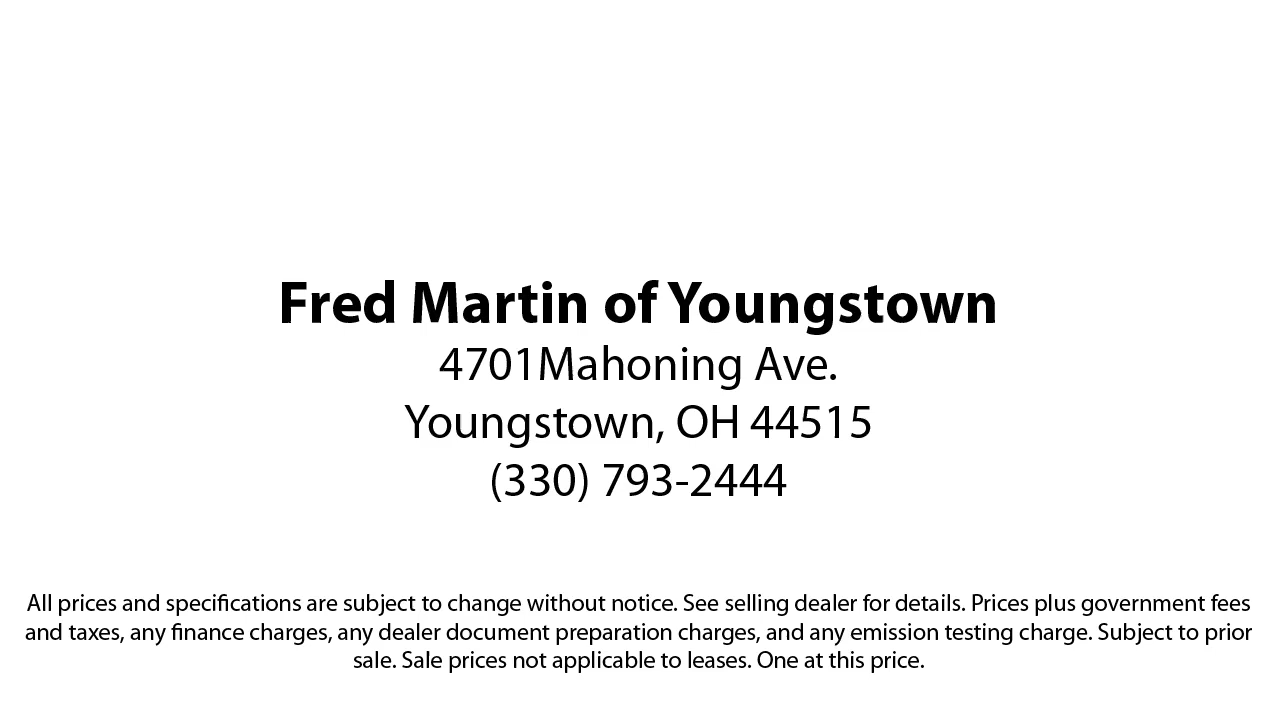 Fred Martin of Youngstown
4701Mahoning Ave.
Youngstown, OH 44515
(330) 793-2444
All prices and specifications are subject to change without notice. See selling dealer for details. Prices plus government fees
and taxes, any finance charges, any dealer document preparation charges, and any emission testing charge. Subject to prior
sale. Sale prices not applicable to leases. One at this price.